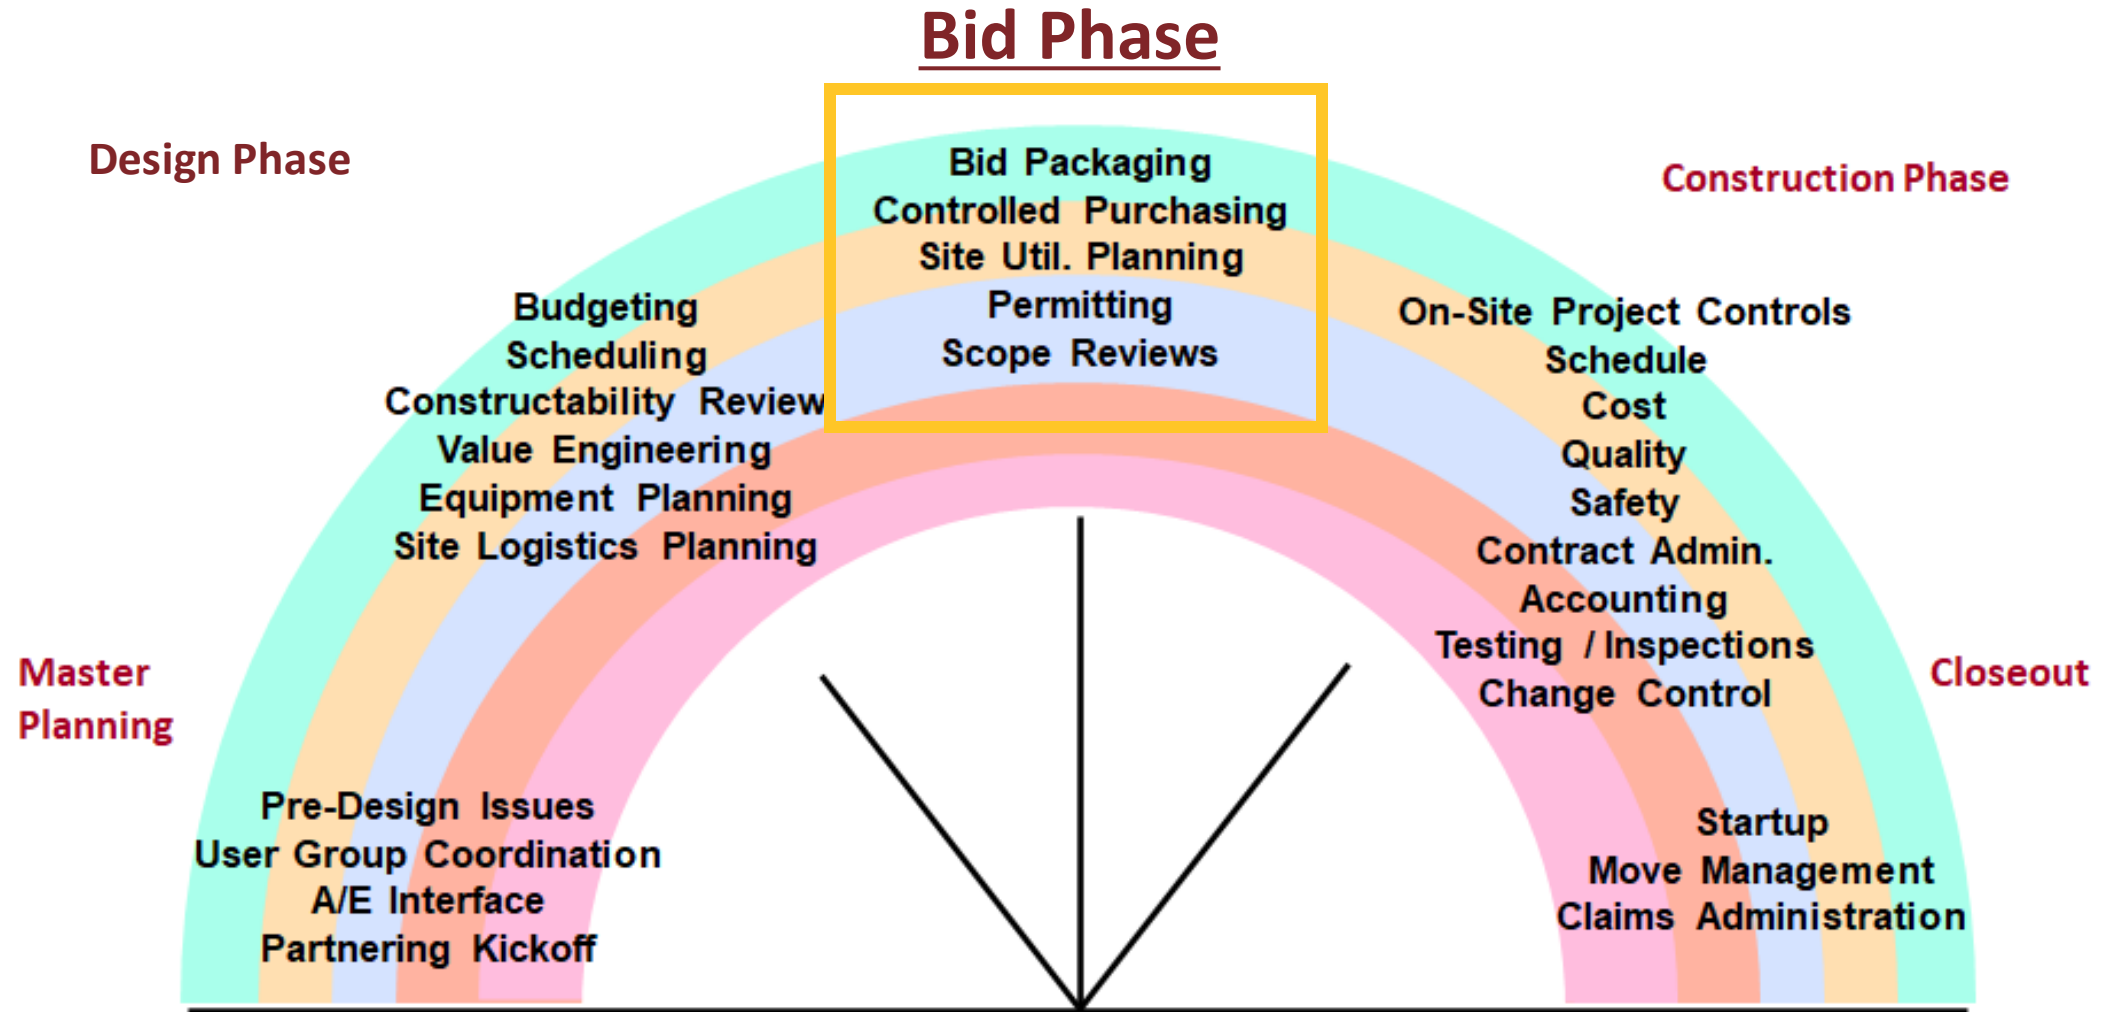 Bid Phase
Design Phase
Construction Phase
Bid Packaging
Controlled Purchasing
Site Util. Planning
Permitting
Scope Reviews
Budgeting
Scheduling
Constructability Review
Value Engineering
Equipment Planning
Site Logistics Planning
On-Site Project Controls
Schedule
Cost
Quality
Safety
Contract Admin.
Accounting
Testing / Inspections
Change Control
Master
Planning
Closeout
Pre-Design Issues
User Group Coordination
A/E Interface
Partnering Kickoff
Startup
Move Management
Claims Administration